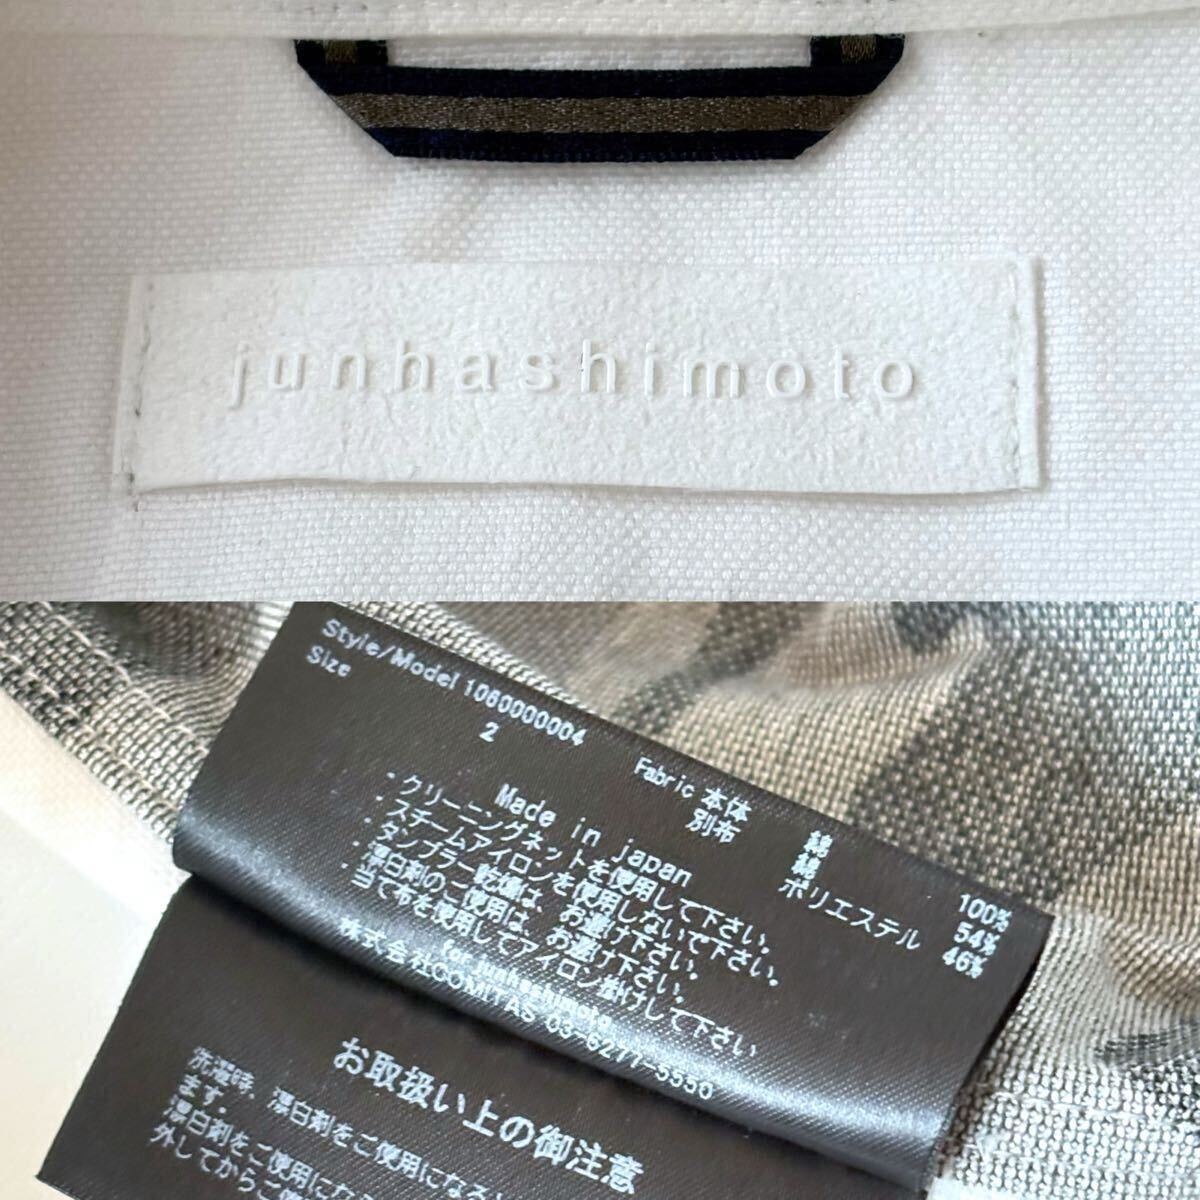 junhashimoto
Style/Model 1060000004
Size 2
Fabric 本体 綿 100%
別布 綿 54%
ポリエステル 46%
Made in japan
・クリーニングネットを使用して下さい。
・スチームアイロンを使用しないで下さい。
・タンブラー乾燥は、お避け下さい。
漂白剤のご使用は、お避け下さい。
当て布を使用してアイロン掛けして下さい
for junhashimoto
株式会社COMITAS 03-6277-5550
お取扱い上の御注意
洗濯時、漂白剤をご使用になる
ます。
漂白剤をご使用になら
外してからご